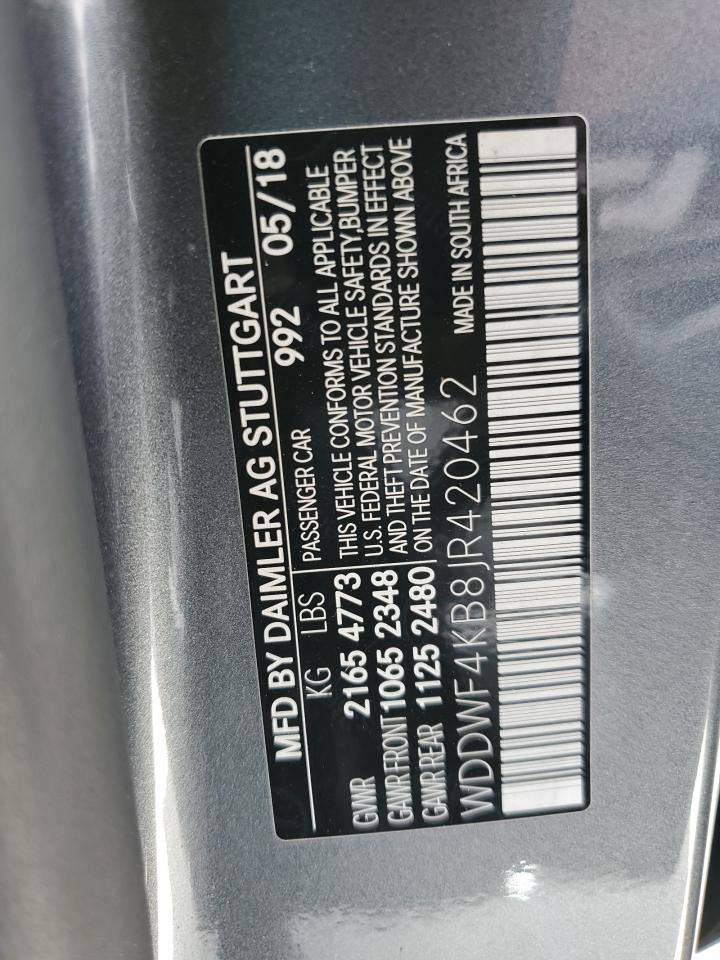 MFD BY DAIMLER AG STUTTGART
992 05/18
KG LBS PASSENGER CAR
GVWR 2165 4773
GAWR FRONT 1065 2348
GAWR REAR 1125 2480
THIS VEHICLE CONFORMS TO ALL APPLICABLE
U.S. FEDERAL MOTOR VEHICLE SAFETY,BUMPER
AND THEFT PREVENTION STANDARDS IN EFFECT
ON THE DATE OF MANUFACTURE SHOWN ABOVE
WDDWF4KB8JR420462 MADE IN SOUTH AFRICA